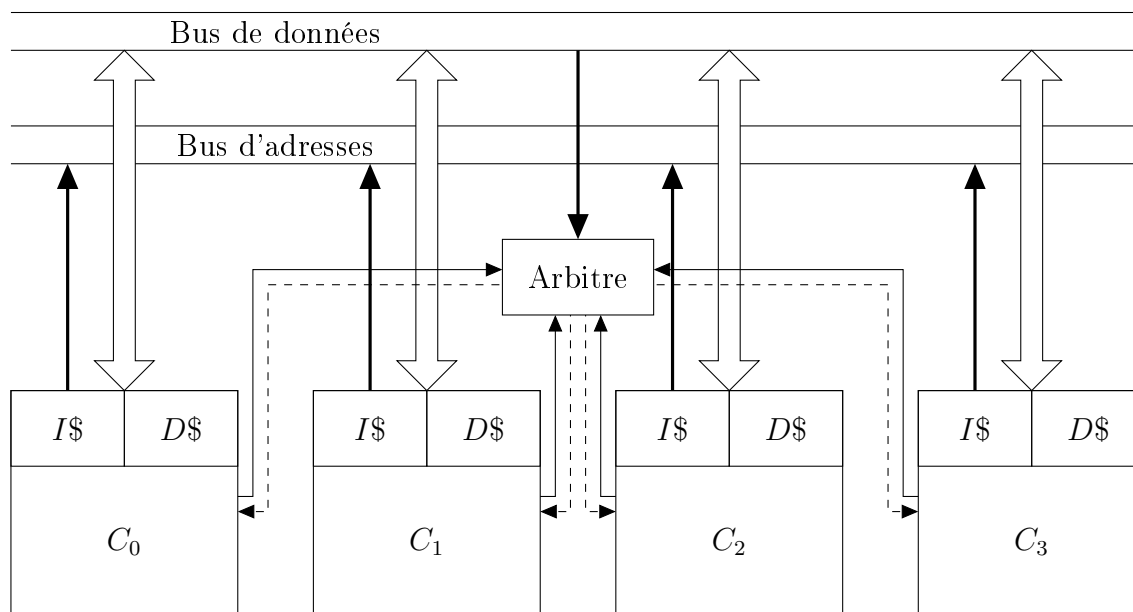 Bus de données
Bus d'adresses
Arbitre
I$ D$ I$ D$ I$ D$ I$ D$
C₀ C₁ C₂ C₃